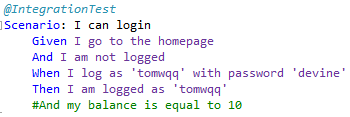 @IntegrationTest
Scenario: I can login
Given I go to the homepage
And I am not logged
When I log as 'tomwqq' with password 'devine'
Then I am logged as 'tomwqq'
#And my balance is equal to 10